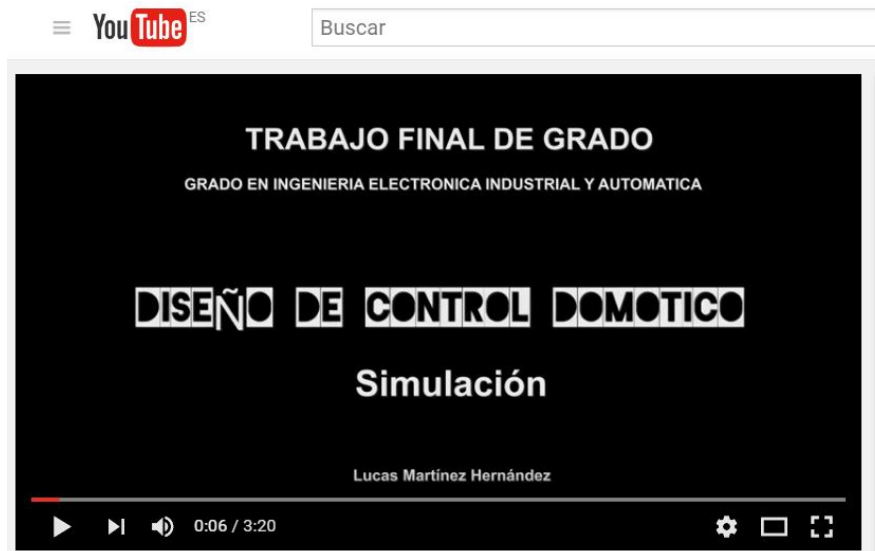 YouTube ES
Buscar
TRABAJO FINAL DE GRADO
GRADO EN INGENIERIA ELECTRONICA INDUSTRIAL Y AUTOMATICA
DISEÑO DE CONTROL DOMOTICO
Simulación
Lucas Martínez Hernández
0:06 / 3:20